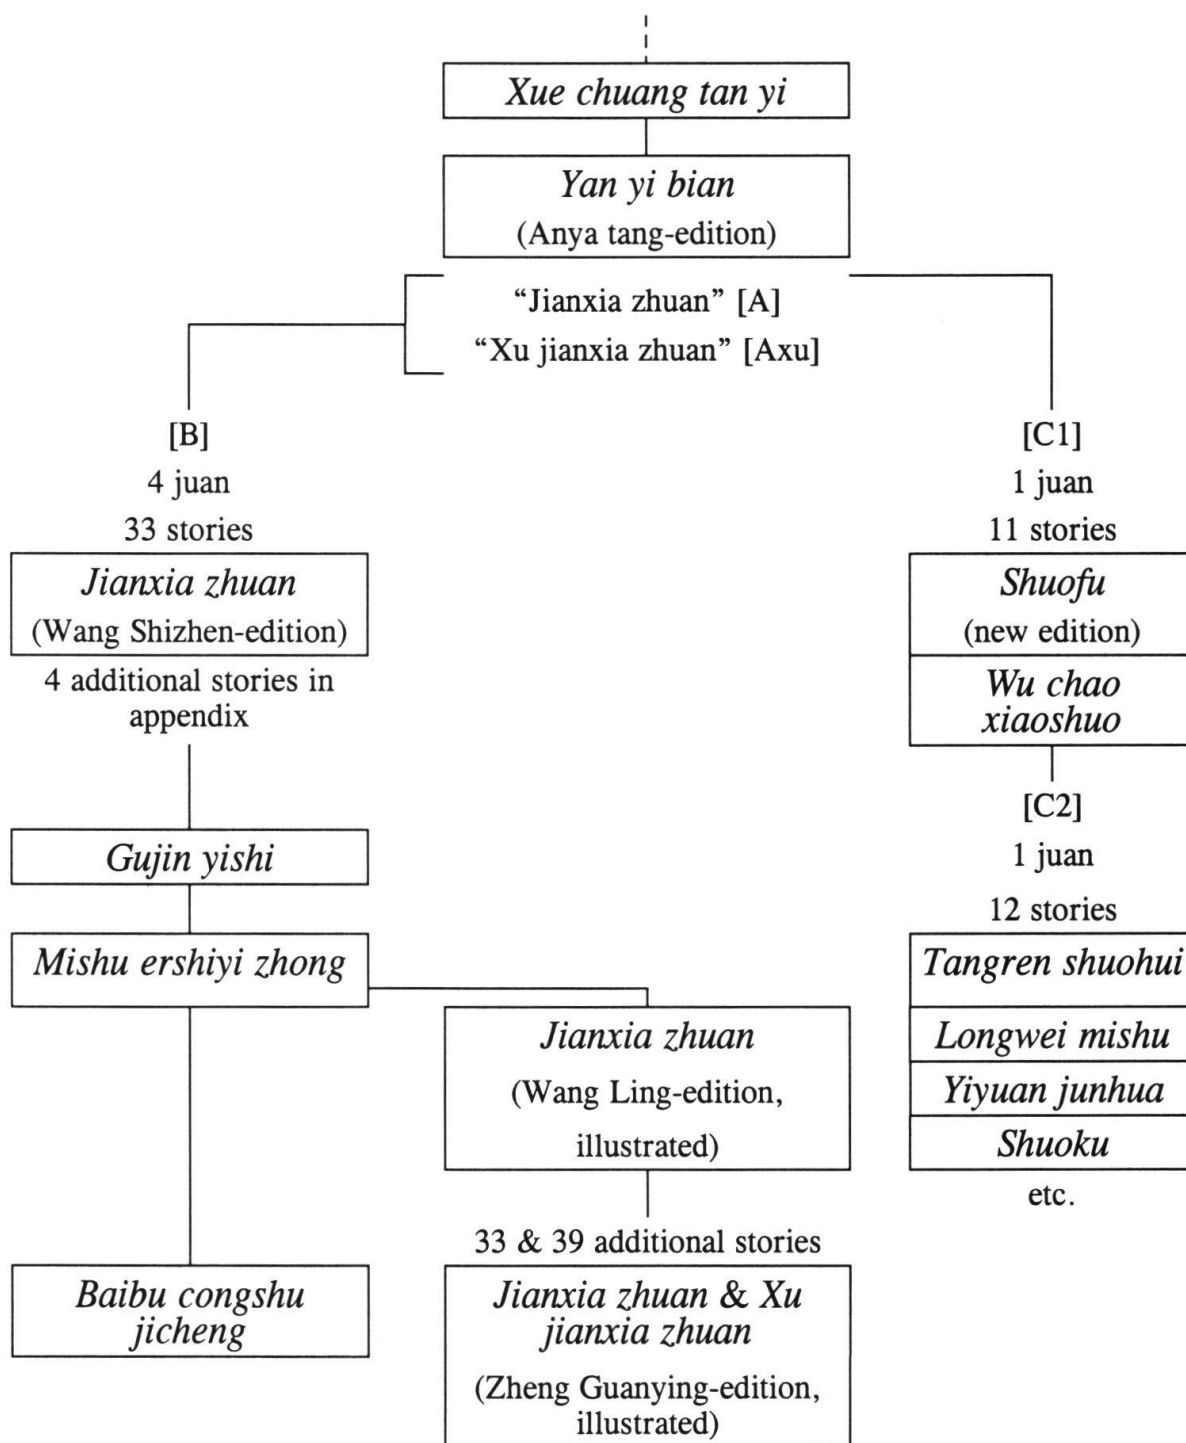 Xue chuang tan yi
Yan yi bian
(Anya tang-edition)
“Jianxia zhuan” [A]
“Xu jianxia zhuan” [Axu]
[B]
4 juan
33 stories
Jianxia zhuan
(Wang Shizhen-edition)
4 additional stories in
appendix
Gujin yishi
Mishu ershiyi zhong
Baibu congshu
jicheng
Jianxia zhuan
(Wang Ling-edition,
illustrated)
33 & 39 additional stories
Jianxia zhuan & Xu
jianxia zhuan
(Zheng Guanying-edition,
illustrated)
[C1]
1 juan
11 stories
Shuofu
(new edition)
Wu chao
xiaoshuo
[C2]
1 juan
12 stories
Tangren shuohui
Longwei mishu
Yiyuan junhua
Shuoku
etc.